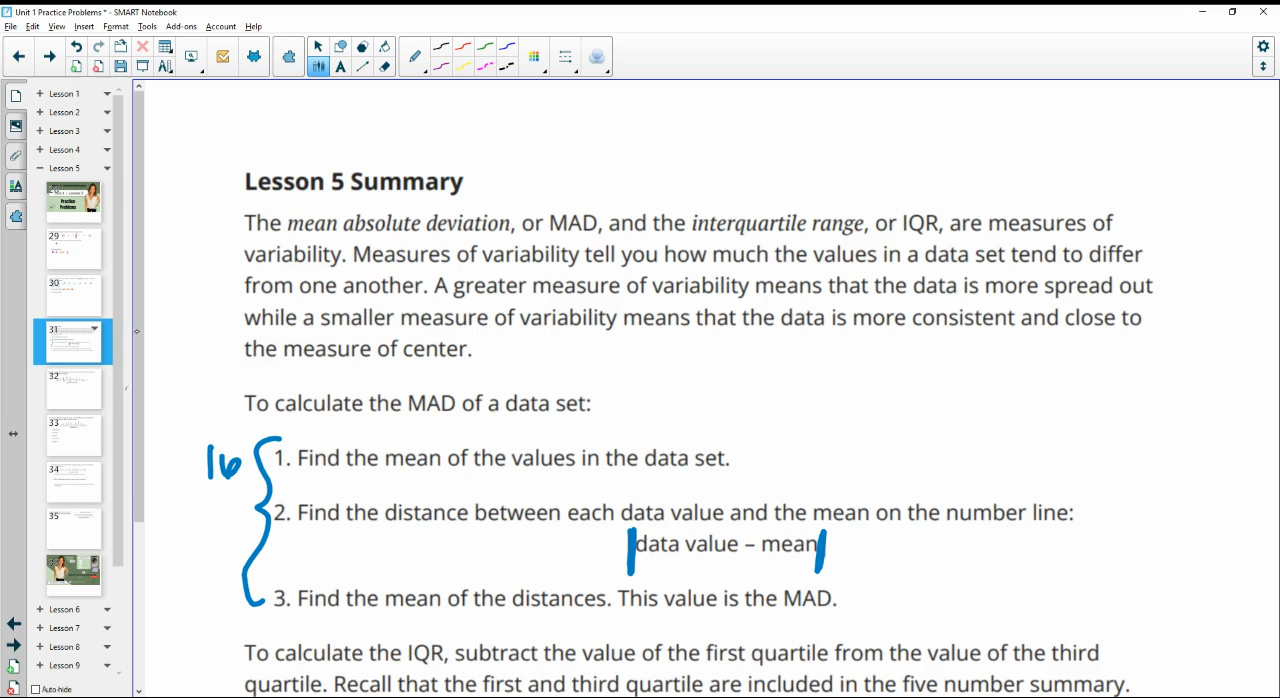 Unit 1 Practice Problems * - SMART Notebook
File Edit View Insert Format Tools Add-ons Account Help
Lesson 1
Lesson 2
Lesson 3
Lesson 4
Lesson 5
Practice
Problems
29
30
31
32
33
34
35
Lesson 6
Lesson 7
Lesson 8
Lesson 9
Auto-hide
Lesson 5 Summary
The mean absolute deviation, or MAD, and the interquartile range, or IQR, are measures of
variability. Measures of variability tell you how much the values in a data set tend to differ
from one another. A greater measure of variability means that the data is more spread out
while a smaller measure of variability means that the data is more consistent and close to
the measure of center.
To calculate the MAD of a data set:
16
1. Find the mean of the values in the data set.
2. Find the distance between each data value and the mean on the number line:
|data value – mean|
3. Find the mean of the distances. This value is the MAD.
To calculate the IQR, subtract the value of the first quartile from the value of the third
quartile. Recall that the first and third quartile are included in the five number summary.